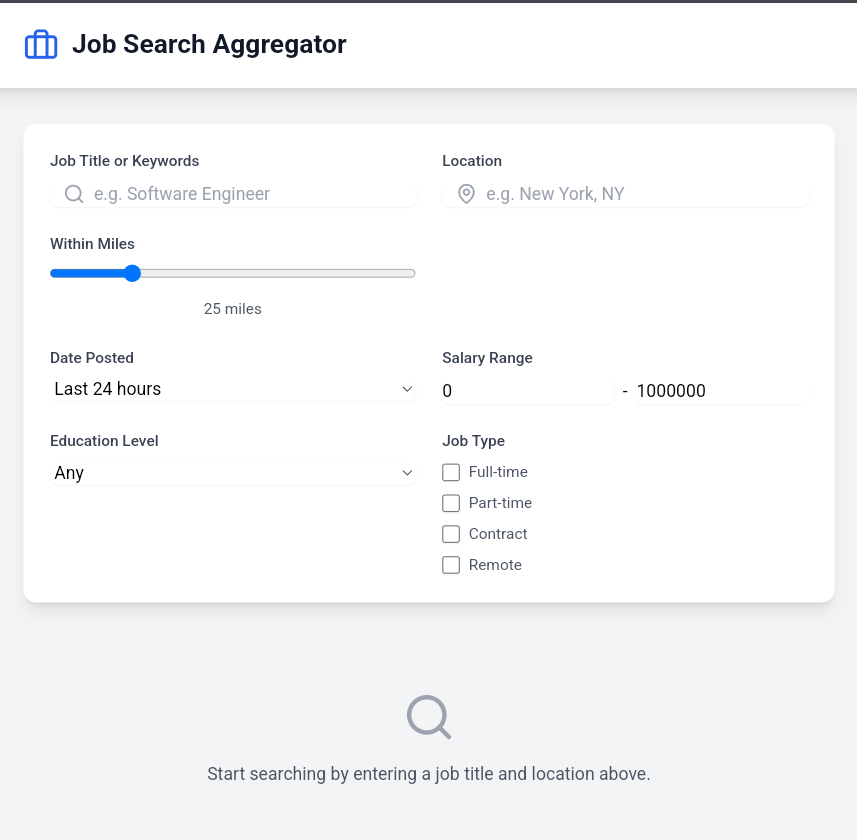 Job Search Aggregator
Job Title or Keywords
e.g. Software Engineer
Location
e.g. New York, NY
Within Miles
25 miles
Date Posted
Last 24 hours
Salary Range
0 - 1000000
Education Level
Any
Job Type
Full-time
Part-time
Contract
Remote
Start searching by entering a job title and location above.